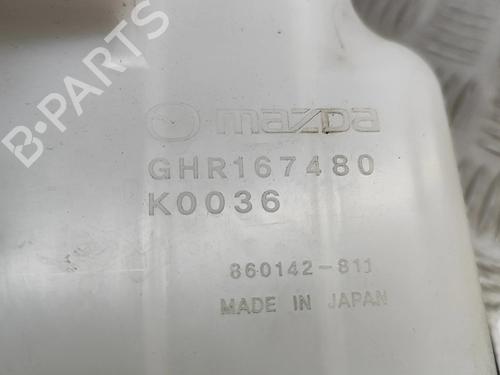 B-PARTS
mazda
GHR167480
K0036
860142-811
MADE IN JAPAN